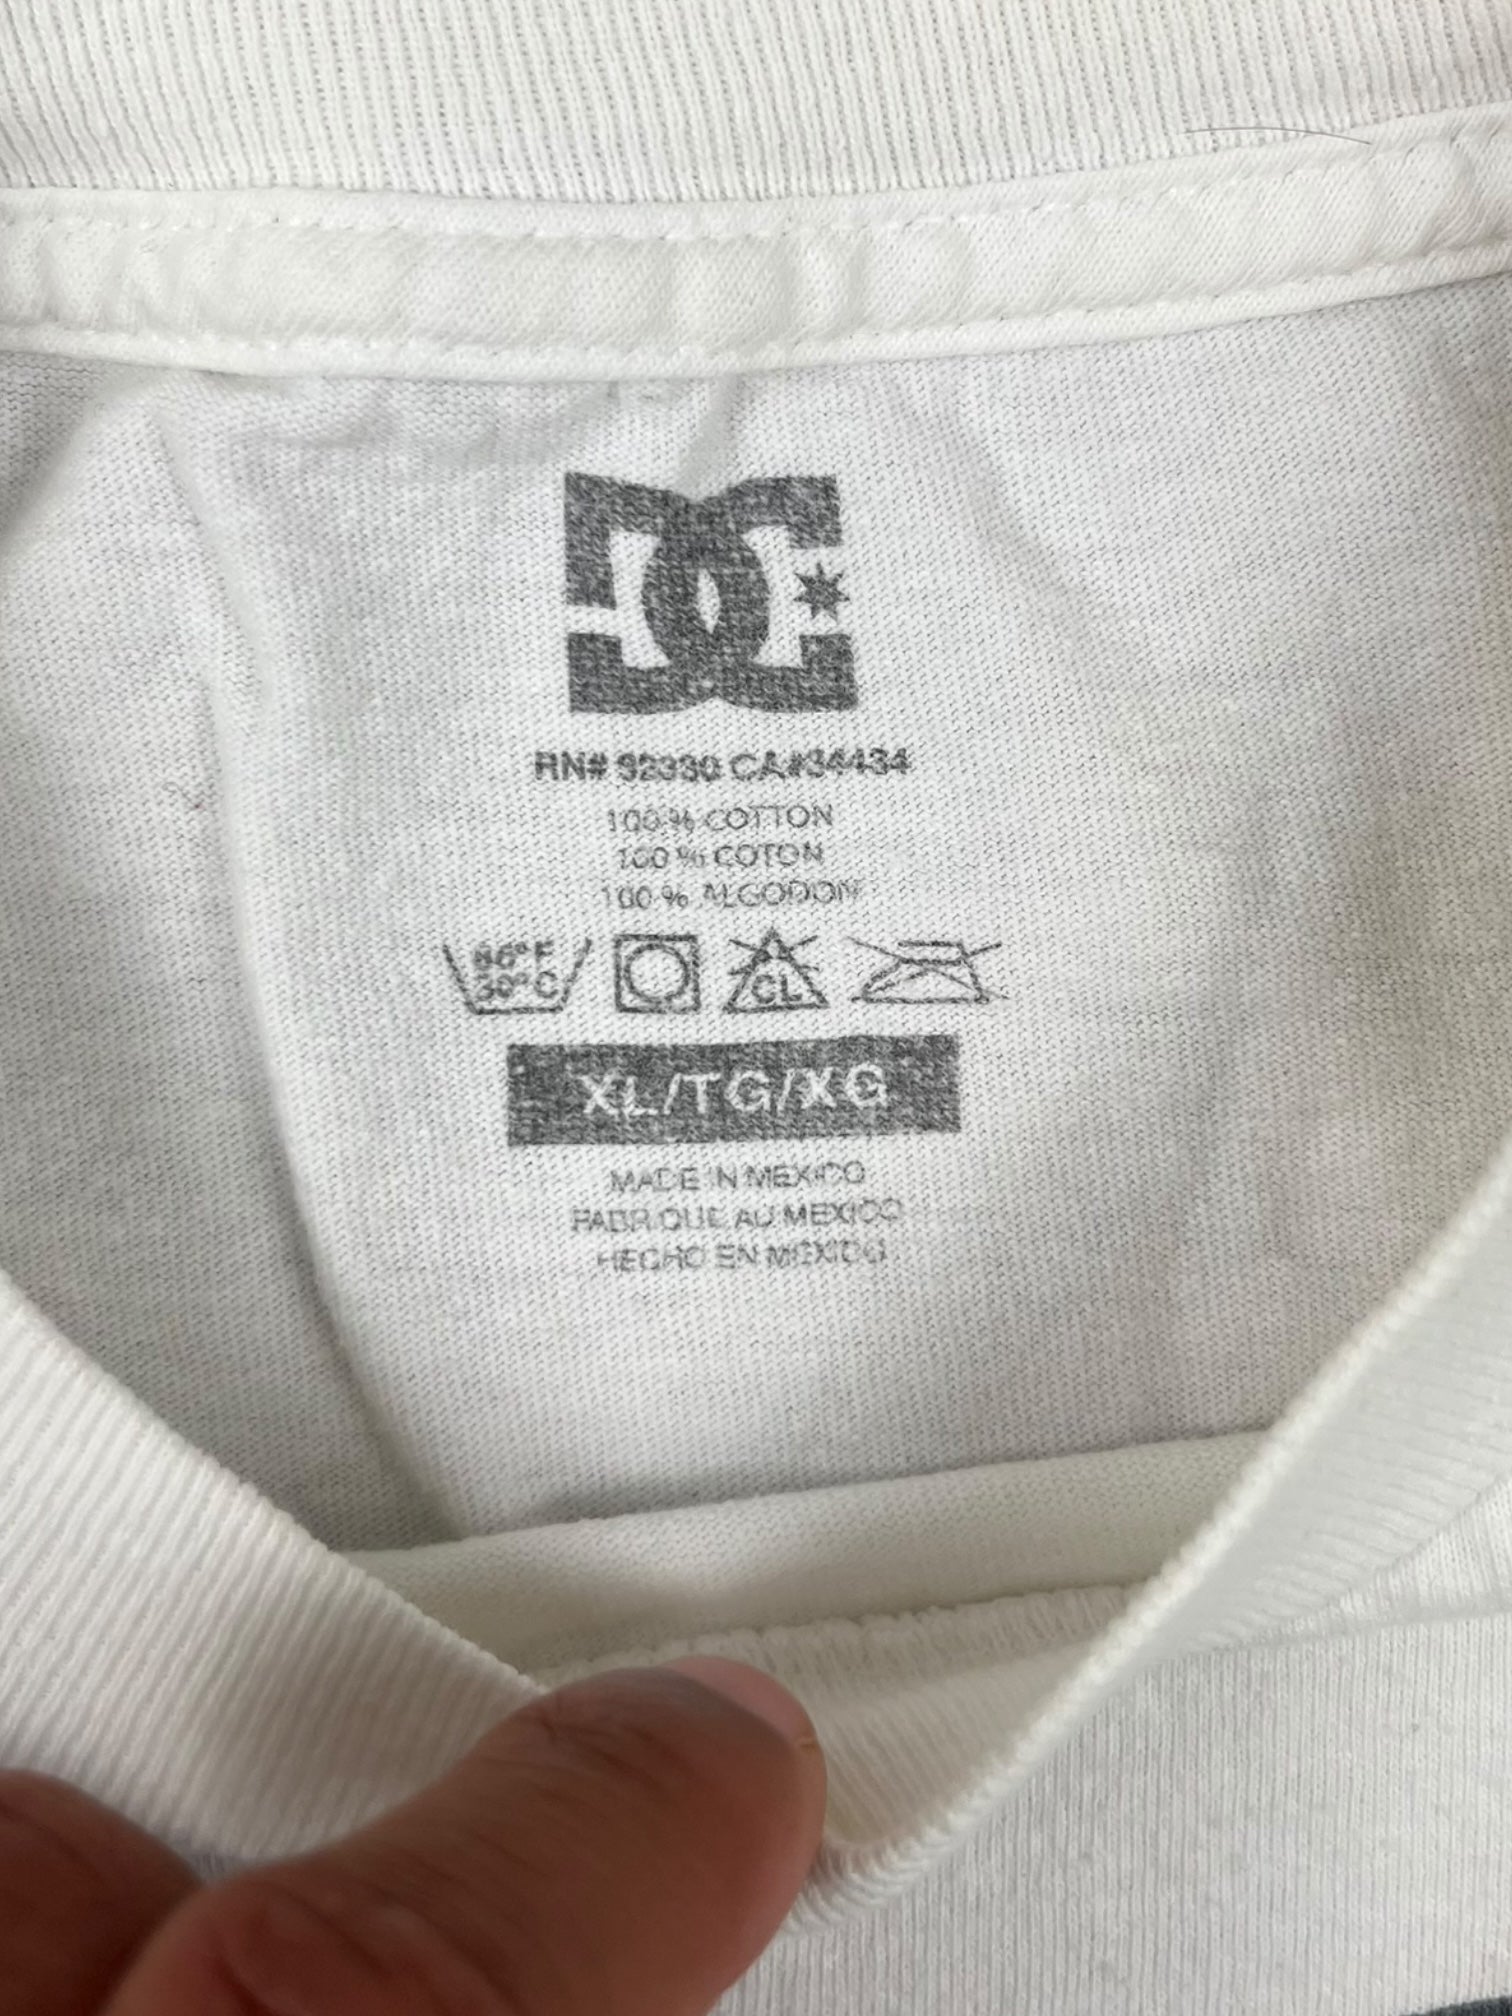 DC
RN# 92330 CA#34434
100 % COTTON
100 % COTON
100 % ALGODON
86°F
30°C
CL
XL/TG/XG
MADE IN MEXICO
FABRIQUE AU MEXICO
HECHO EN MEXICO